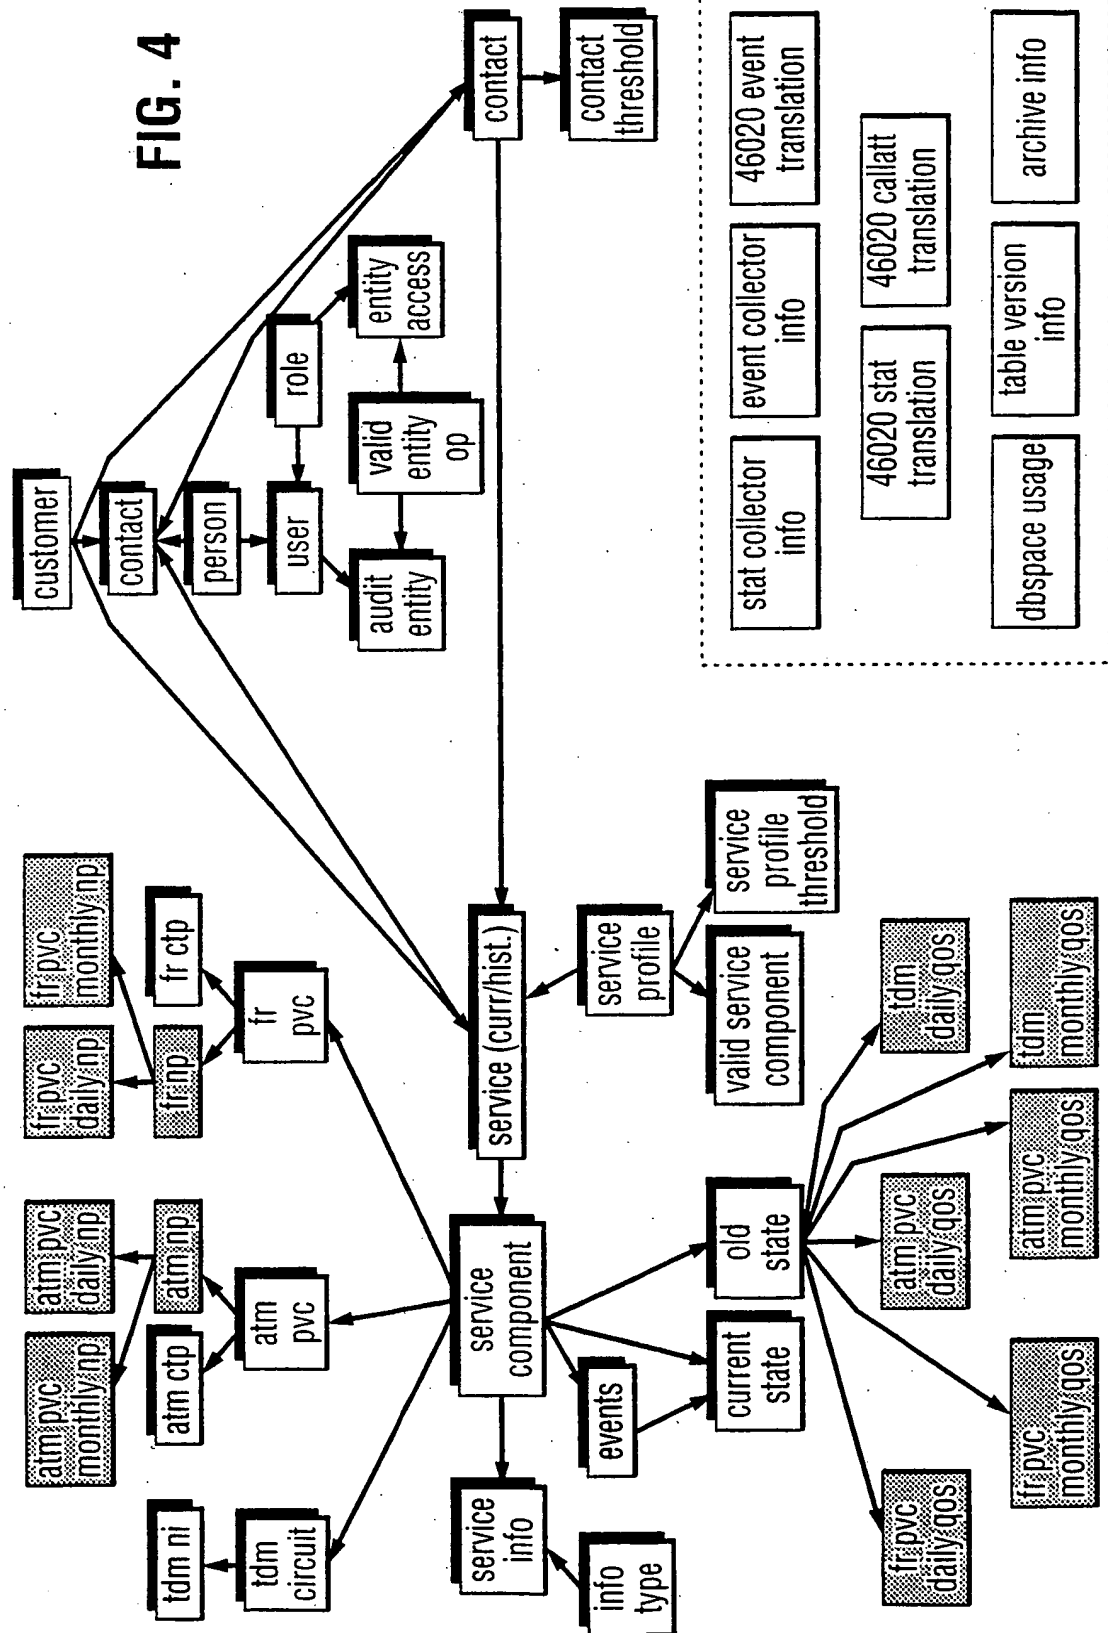 FIG. 4
customer
contact
person
user
role
audit
entity
valid
entity
op
entity
access
contact
contact
threshold
fr pvc
monthly np
fr pvc
daily np
fr np
fr ctp
fr
pvc
atm pvc
daily np
atm pvc
monthly np
atm np
atm ctp
atm
pvc
tdm ni
tdm
circuit
service (curr/hist.)
service
component
service
info
info
type
events
current
state
old
state
service
profile
valid service
component
service
profile
threshold
tdm
daily qos
tdm
monthly qos
atm pvc
daily qos
atm pvc
monthly qos
fr pvc
daily qos
fr pvc
monthly qos
stat collector
info
event collector
info
46020 event
translation
46020 stat
translation
46020 callatt
translation
dbspace usage
table version
info
archive info